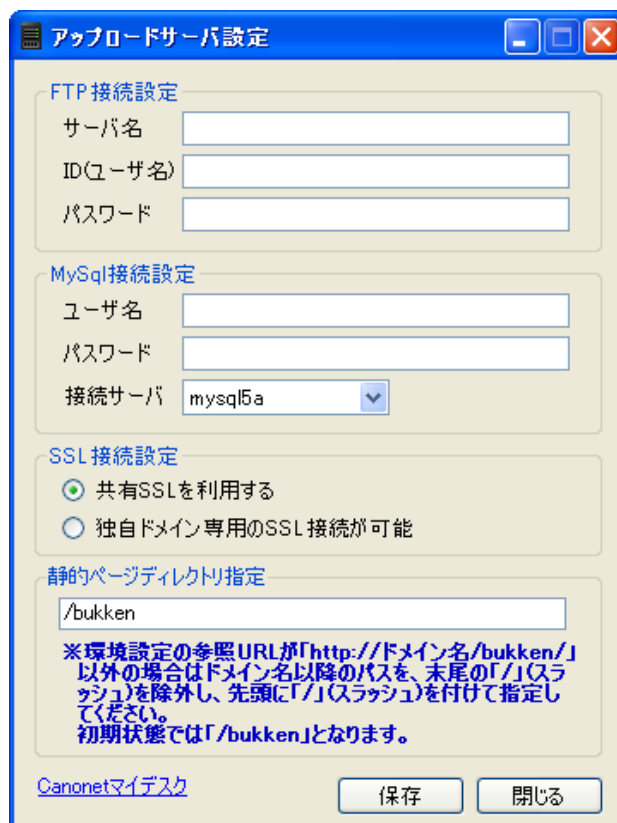 アップロードサーバ設定
FTP接続設定
サーバ名
ID(ユーザ名)
パスワード
MySql接続設定
ユーザ名
パスワード
接続サーバ
mysql5a
SSL接続設定
共有SSLを利用する
独自ドメイン専用のSSL接続が可能
静的ページディレクトリ指定
/bukken
※環境設定の参照URLが「http://ドメイン名/bukken/」
以外の場合はドメイン名以降のパスを、末尾の「/」(スラ
ッシュ)を除外し、先頭に「/」(スラッシュ)を付けて指定し
てください。
初期状態では「/bukken」となります。
Canonetマイデスク
保存
閉じる